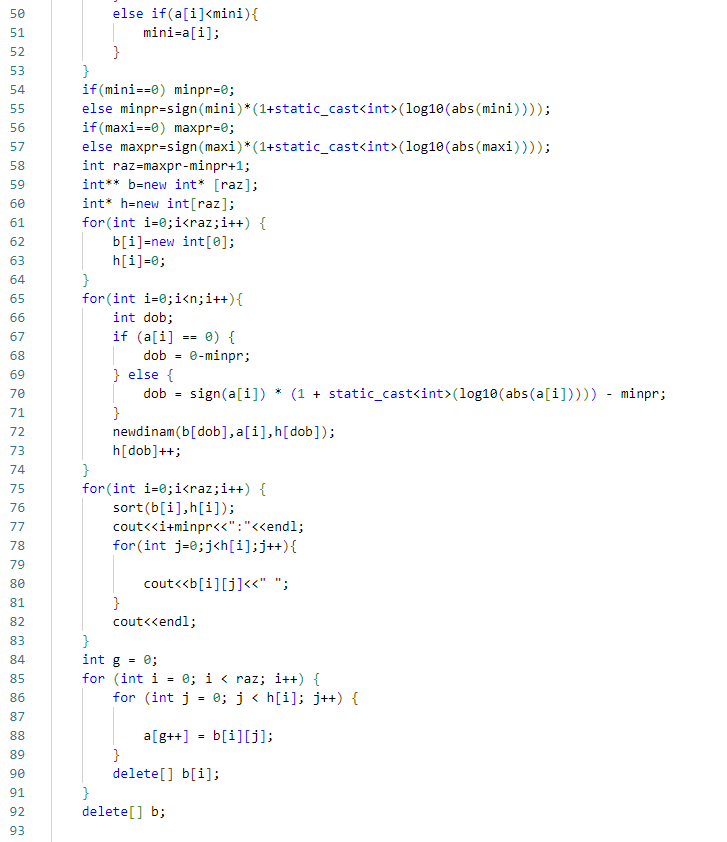 50 else if(a[i]<mini){
51 mini=a[i];
52 }
53 }
54 if(mini==0) minpr=0;
55 else minpr=sign(mini)*(1+static_cast<int>(log10(abs(mini))));
56 if(maxi==0) maxpr=0;
57 else maxpr=sign(maxi)*(1+static_cast<int>(log10(abs(maxi))));
58 int raz=maxpr-minpr+1;
59 int** b=new int* [raz];
60 int* h=new int[raz];
61 for(int i=0;i<raz;i++) {
62 b[i]=new int[0];
63 h[i]=0;
64 }
65 for(int i=0;i<n;i++){
66 int dob;
67 if (a[i] == 0) {
68 dob = 0-minpr;
69 } else {
70 dob = sign(a[i]) * (1 + static_cast<int>(log10(abs(a[i])))) - minpr;
71 }
72 newdinam(b[dob],a[i],h[dob]);
73 h[dob]++;
74 }
75 for(int i=0;i<raz;i++) {
76 sort(b[i],h[i]);
77 cout<<i+minpr<<":"<<endl;
78 for(int j=0;j<h[i];j++){
79
80 cout<<b[i][j]<<" ";
81 }
82 cout<<endl;
83 }
84 int g = 0;
85 for (int i = 0; i < raz; i++) {
86 for (int j = 0; j < h[i]; j++) {
87
88 a[g++] = b[i][j];
89 }
90 delete[] b[i];
91 }
92 delete[] b;
93